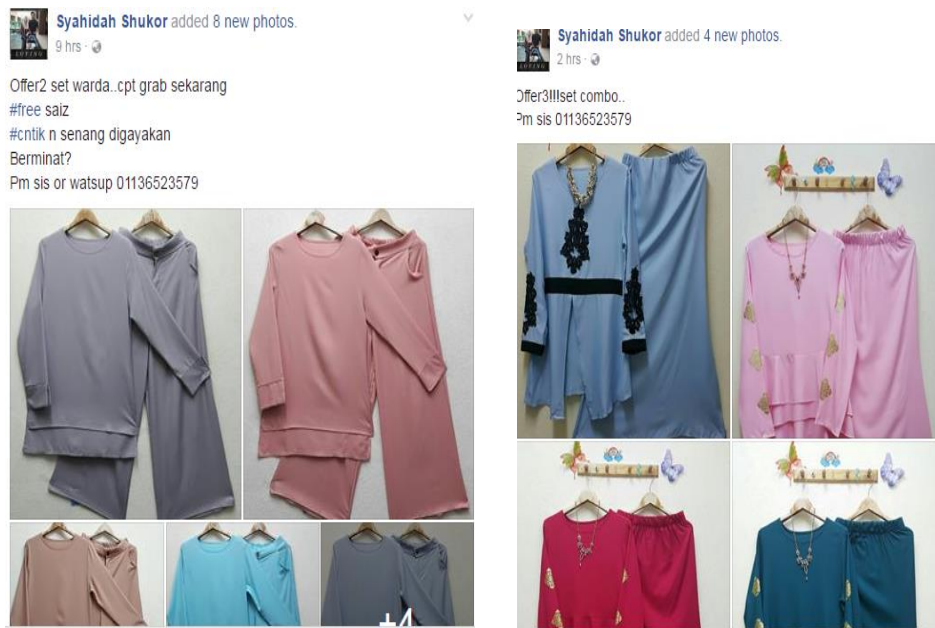 Syahidah Shukor added 8 new photos.
9 hrs ·
Offer2 set warda..cpt grab sekarang
#free saiz
#cntik n senang digayakan
Berminat?
Pm sis or watsup 01136523579
+4
Syahidah Shukor added 4 new photos.
2 hrs ·
Offer3!!!set combo..
Pm sis 01136523579